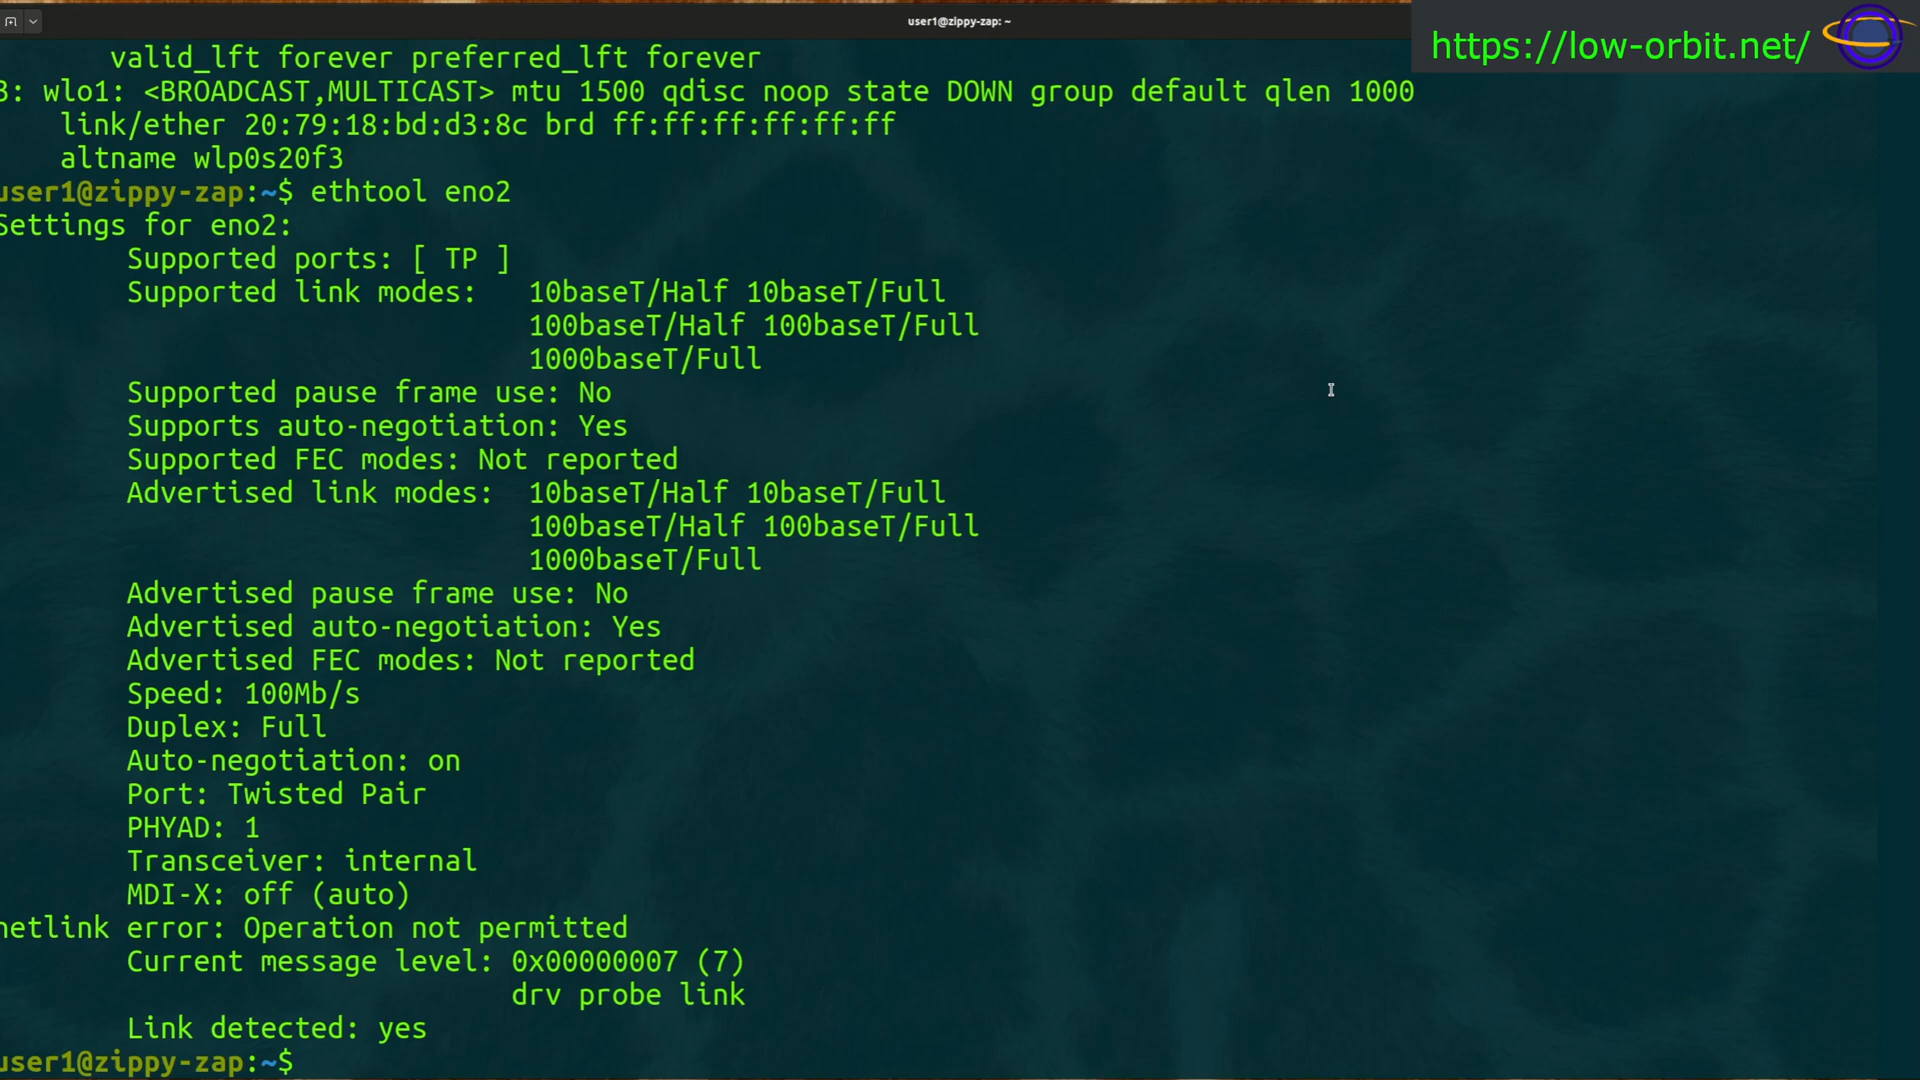 user1@zippy-zap: ~
https://low-orbit.net/
valid_lft forever preferred_lft forever
3: wlo1: <BROADCAST,MULTICAST> mtu 1500 qdisc noop state DOWN group default qlen 1000
link/ether 20:79:18:bd:d3:8c brd ff:ff:ff:ff:ff:ff
altname wlp0s20f3
user1@zippy-zap:~$ ethtool eno2
Settings for eno2:
Supported ports: [ TP ]
Supported link modes: 10baseT/Half 10baseT/Full
100baseT/Half 100baseT/Full
1000baseT/Full
Supported pause frame use: No
Supports auto-negotiation: Yes
Supported FEC modes: Not reported
Advertised link modes: 10baseT/Half 10baseT/Full
100baseT/Half 100baseT/Full
1000baseT/Full
Advertised pause frame use: No
Advertised auto-negotiation: Yes
Advertised FEC modes: Not reported
Speed: 100Mb/s
Duplex: Full
Auto-negotiation: on
Port: Twisted Pair
PHYAD: 1
Transceiver: internal
MDI-X: off (auto)
netlink error: Operation not permitted
Current message level: 0x00000007 (7)
drv probe link
Link detected: yes
user1@zippy-zap:~$